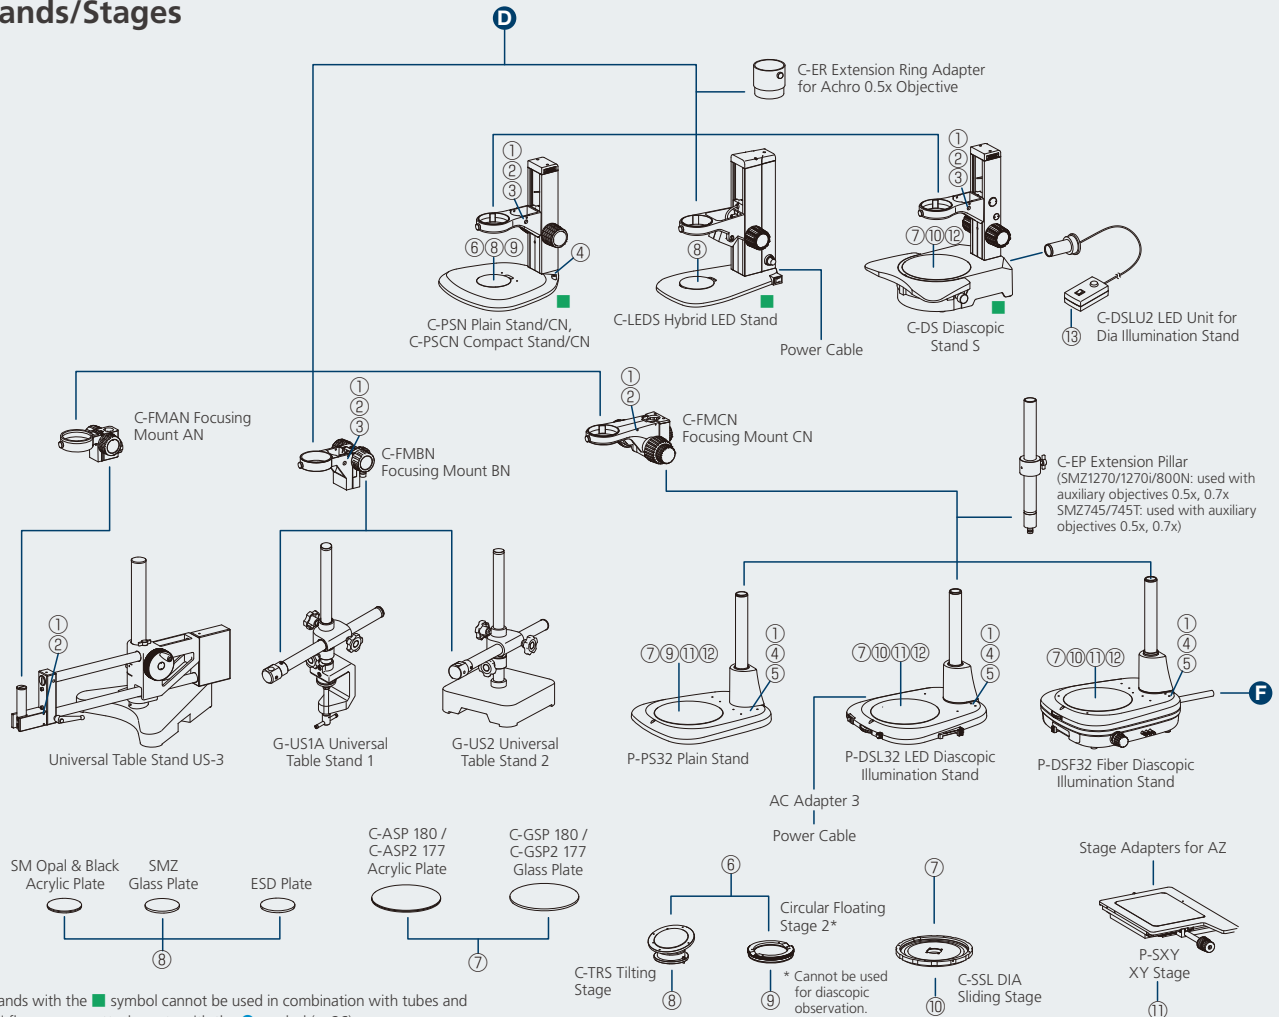 ands/Stages
D
C-ER Extension Ring Adapter
for Achro 0.5x Objective
①
②
③
①
②
③
⑥⑧⑨
④
⑧
⑦⑩⑫
C-PSN Plain Stand/CN,
C-PSCN Compact Stand/CN
C-LEDS Hybrid LED Stand
Power Cable
C-DS Diascopic
Stand S
⑬
C-DSLU2 LED Unit for
Dia Illumination Stand
C-FMAN Focusing
Mount AN
①
②
③
C-FMBN
Focusing Mount BN
①
②
C-FMCN
Focusing Mount CN
C-EP Extension Pillar
(SMZ1270/1270i/800N: used with
auxiliary objectives 0.5x, 0.7x
SMZ745/745T: used with auxiliary
objectives 0.5x, 0.7x)
①
②
⑦⑨⑪⑫
①
④
⑤
⑦⑩⑪⑫
①
④
⑤
⑦⑩⑪⑫
①
④
⑤
F
Universal Table Stand US-3
G-US1A Universal
Table Stand 1
G-US2 Universal
Table Stand 2
P-PS32 Plain Stand
P-DSL32 LED Diascopic
Illumination Stand
P-DSF32 Fiber Diascopic
Illumination Stand
AC Adapter 3
Power Cable
SM Opal & Black
Acrylic Plate
SMZ
Glass Plate
ESD Plate
⑧
C-ASP 180 /
C-ASP2 177
Acrylic Plate
C-GSP 180 /
C-GSP2 177
Glass Plate
⑦
⑥
C-TRS Tilting
Stage
⑧
Circular Floating
Stage 2*
⑨
* Cannot be used
for diascopic
observation.
⑦
C-SSL DIA
Sliding Stage
⑩
Stage Adapters for AZ
P-SXY
XY Stage
⑪
ands with the ■ symbol cannot be used in combination with tubes and